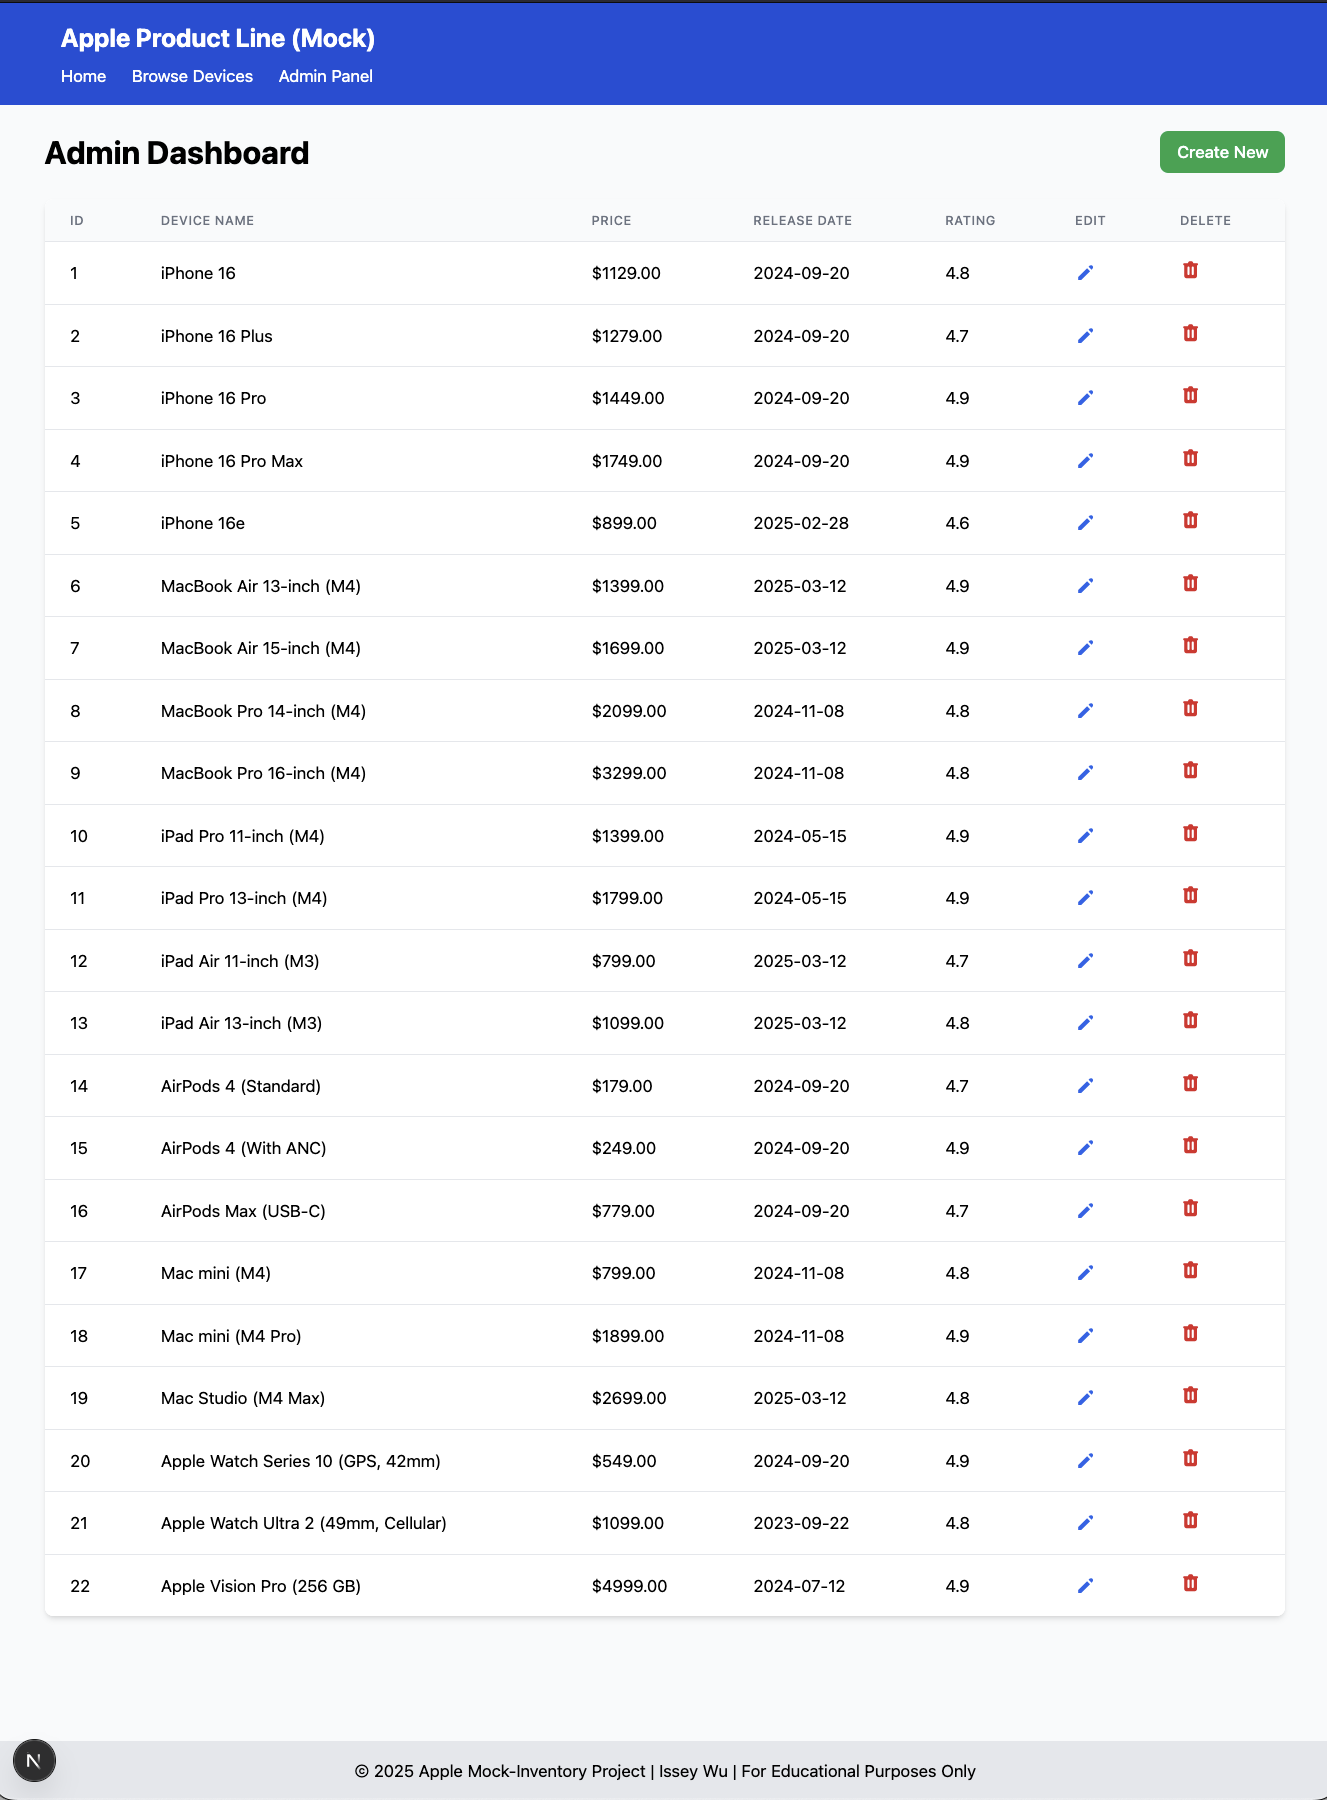 Apple Product Line (Mock)
Home Browse Devices Admin Panel
Admin Dashboard
Create New
ID DEVICE NAME PRICE RELEASE DATE RATING EDIT DELETE
1 iPhone 16 $1129.00 2024-09-20 4.8
2 iPhone 16 Plus $1279.00 2024-09-20 4.7
3 iPhone 16 Pro $1449.00 2024-09-20 4.9
4 iPhone 16 Pro Max $1749.00 2024-09-20 4.9
5 iPhone 16e $899.00 2025-02-28 4.6
6 MacBook Air 13-inch (M4) $1399.00 2025-03-12 4.9
7 MacBook Air 15-inch (M4) $1699.00 2025-03-12 4.9
8 MacBook Pro 14-inch (M4) $2099.00 2024-11-08 4.8
9 MacBook Pro 16-inch (M4) $3299.00 2024-11-08 4.8
10 iPad Pro 11-inch (M4) $1399.00 2024-05-15 4.9
11 iPad Pro 13-inch (M4) $1799.00 2024-05-15 4.9
12 iPad Air 11-inch (M3) $799.00 2025-03-12 4.7
13 iPad Air 13-inch (M3) $1099.00 2025-03-12 4.8
14 AirPods 4 (Standard) $179.00 2024-09-20 4.7
15 AirPods 4 (With ANC) $249.00 2024-09-20 4.9
16 AirPods Max (USB-C) $779.00 2024-09-20 4.7
17 Mac mini (M4) $799.00 2024-11-08 4.8
18 Mac mini (M4 Pro) $1899.00 2024-11-08 4.9
19 Mac Studio (M4 Max) $2699.00 2025-03-12 4.8
20 Apple Watch Series 10 (GPS, 42mm) $549.00 2024-09-20 4.9
21 Apple Watch Ultra 2 (49mm, Cellular) $1099.00 2023-09-22 4.8
22 Apple Vision Pro (256 GB) $4999.00 2024-07-12 4.9
N
© 2025 Apple Mock-Inventory Project | Issey Wu | For Educational Purposes Only